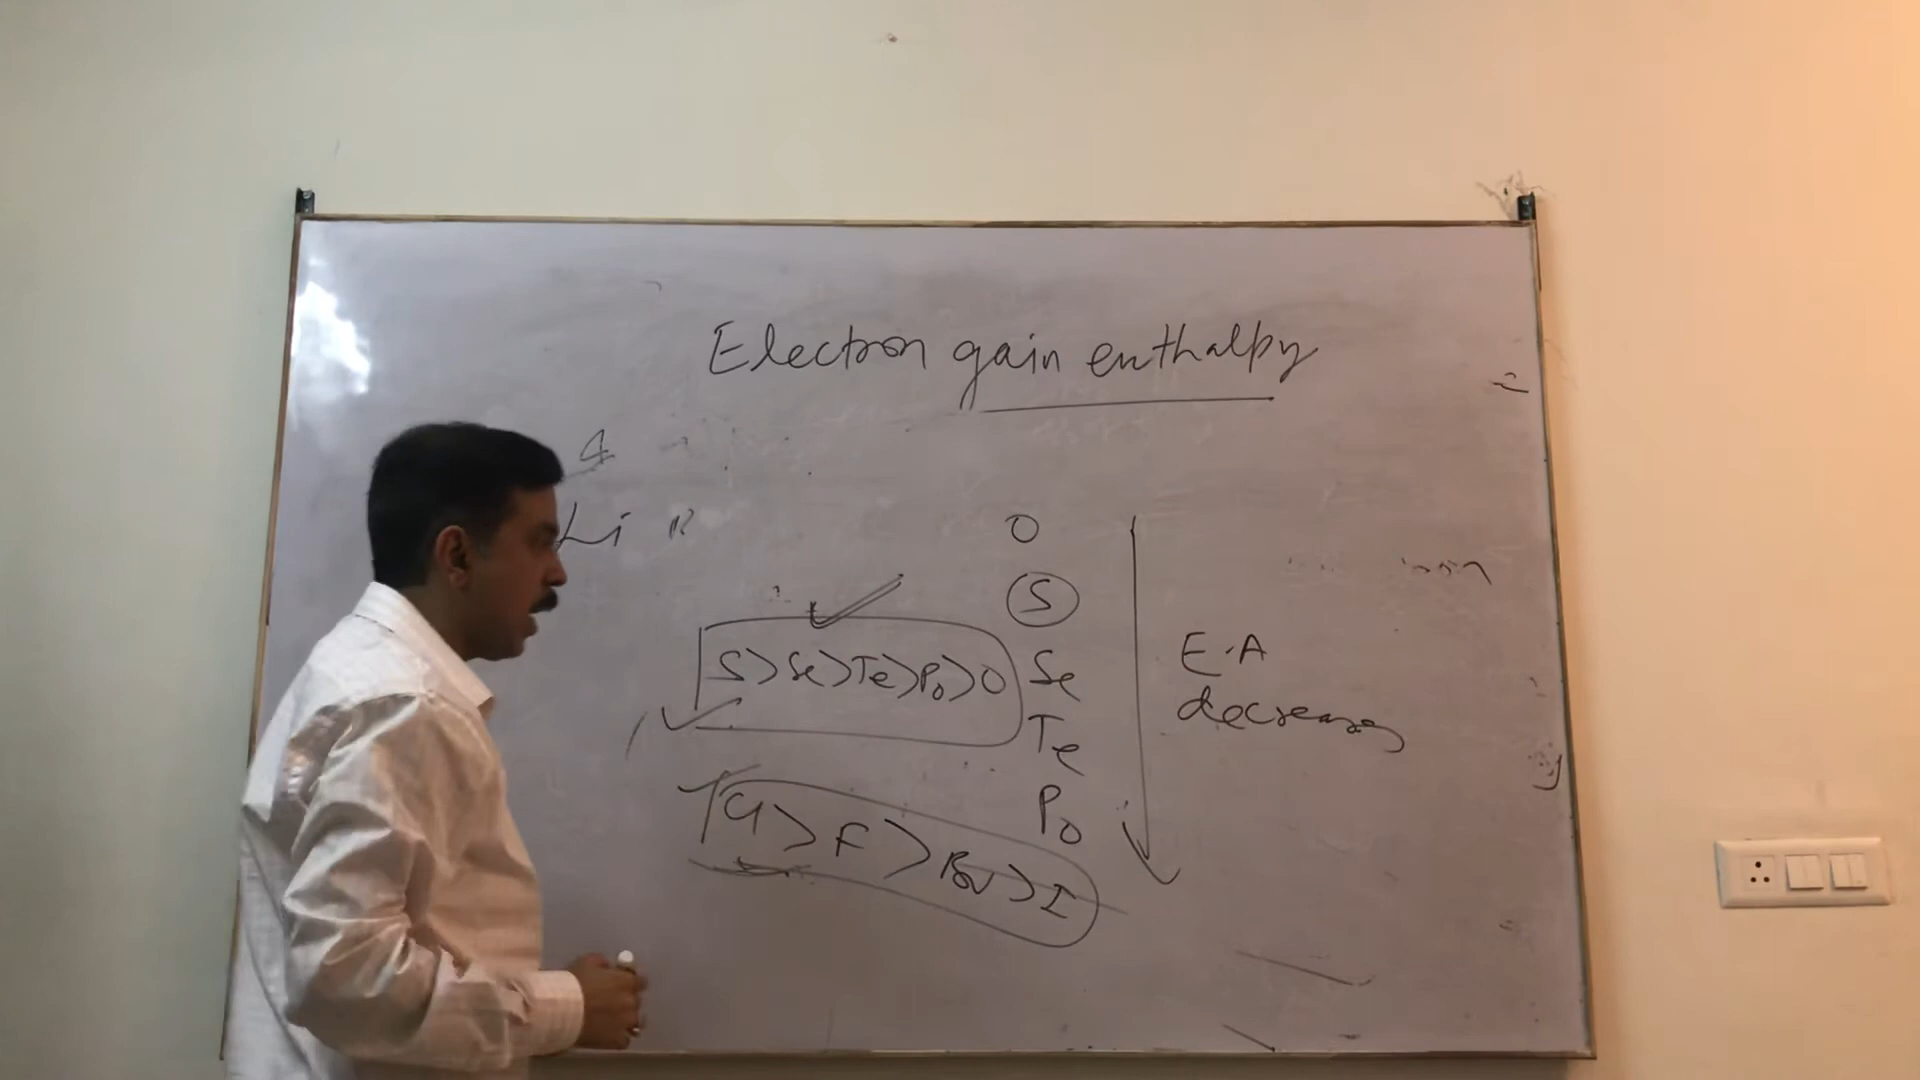 Electron gain enthalpy
Li
O
S
Se
Te
Po
E.A
decreases
S>Se>Te>Po>O
Cl>F>Br>I